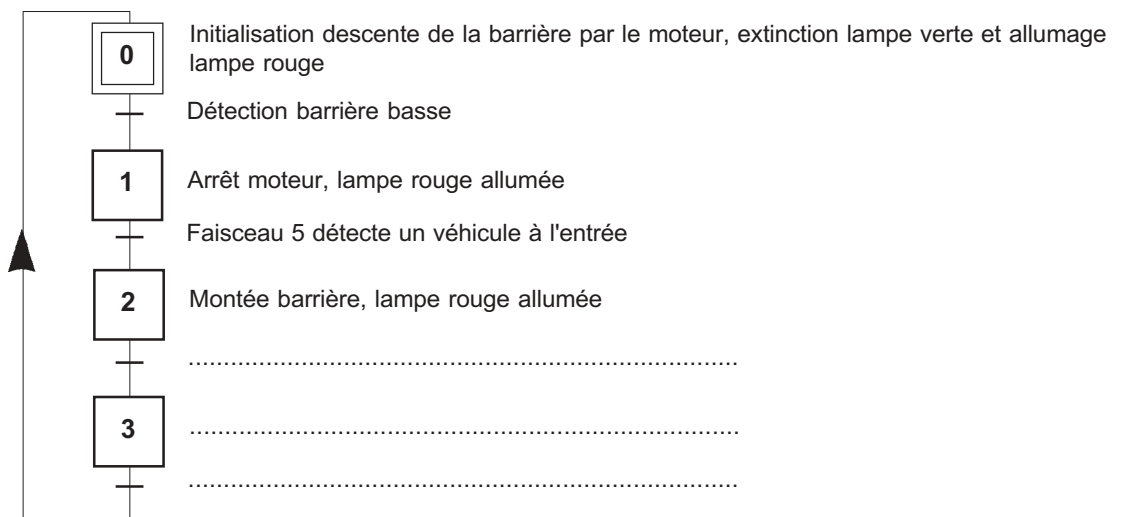 0
Initialisation descente de la barrière par le moteur, extinction lampe verte et allumage
lampe rouge
Détection barrière basse
1
Arrêt moteur, lampe rouge allumée
Faisceau 5 détecte un véhicule à l'entrée
2
Montée barrière, lampe rouge allumée
..............................................................................
3
..............................................................................
..............................................................................